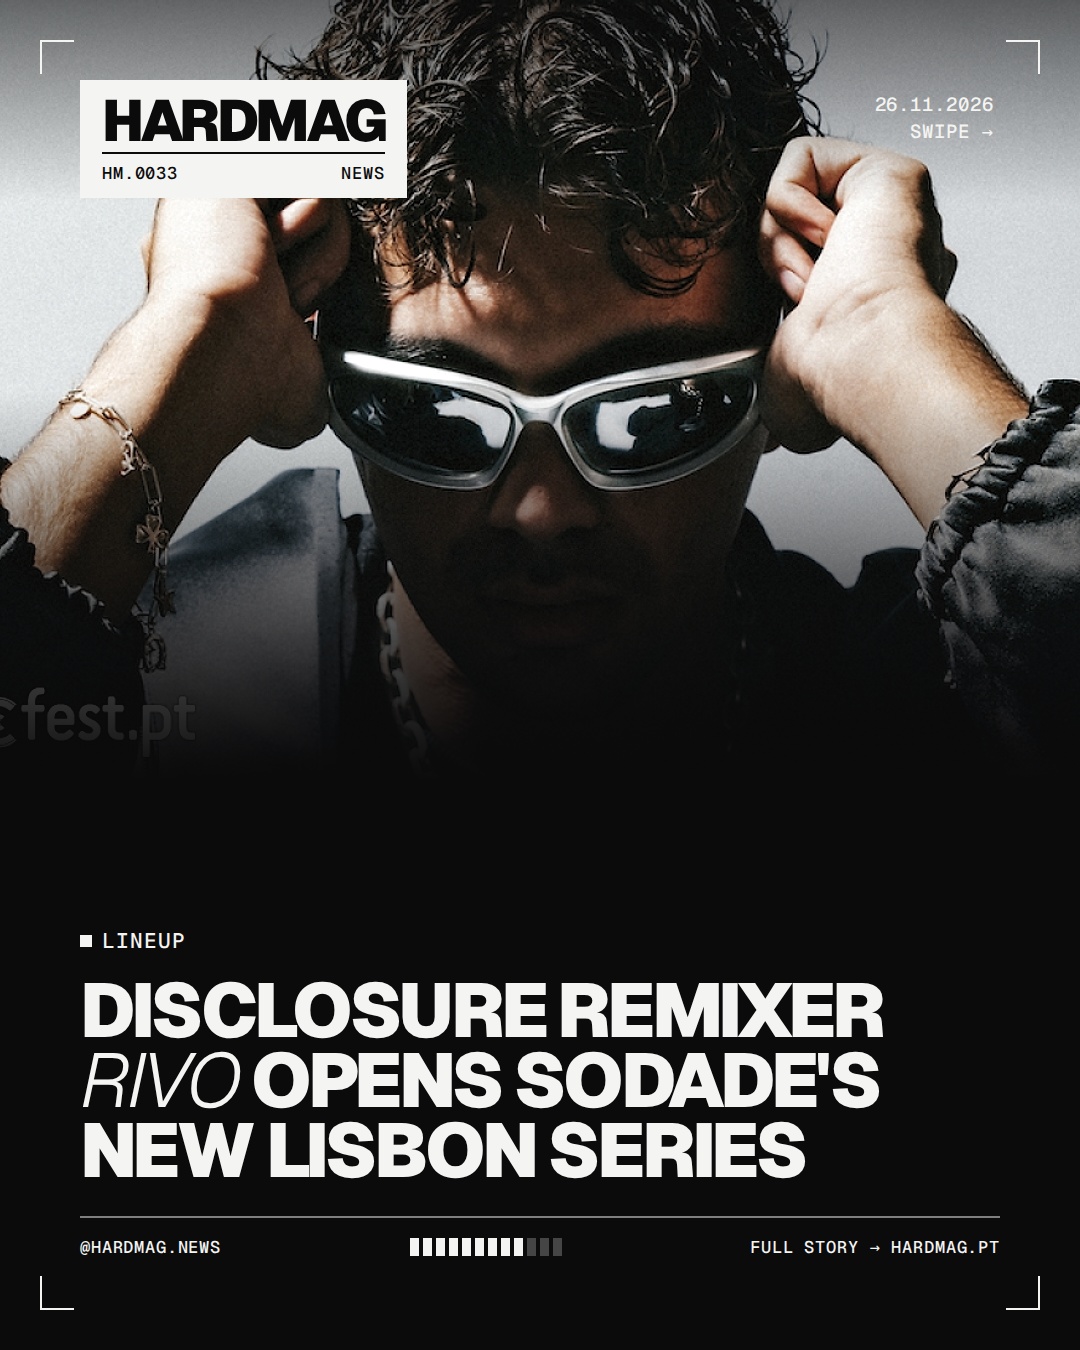 HARDMAG
HM.0033 NEWS
26.11.2026
SWIPE →
fest.pt
LINEUP
DISCLOSURE REMIXER
RIVO OPENS SODADE'S
NEW LISBON SERIES
@HARDMAG.NEWS
FULL STORY → HARDMAG.PT